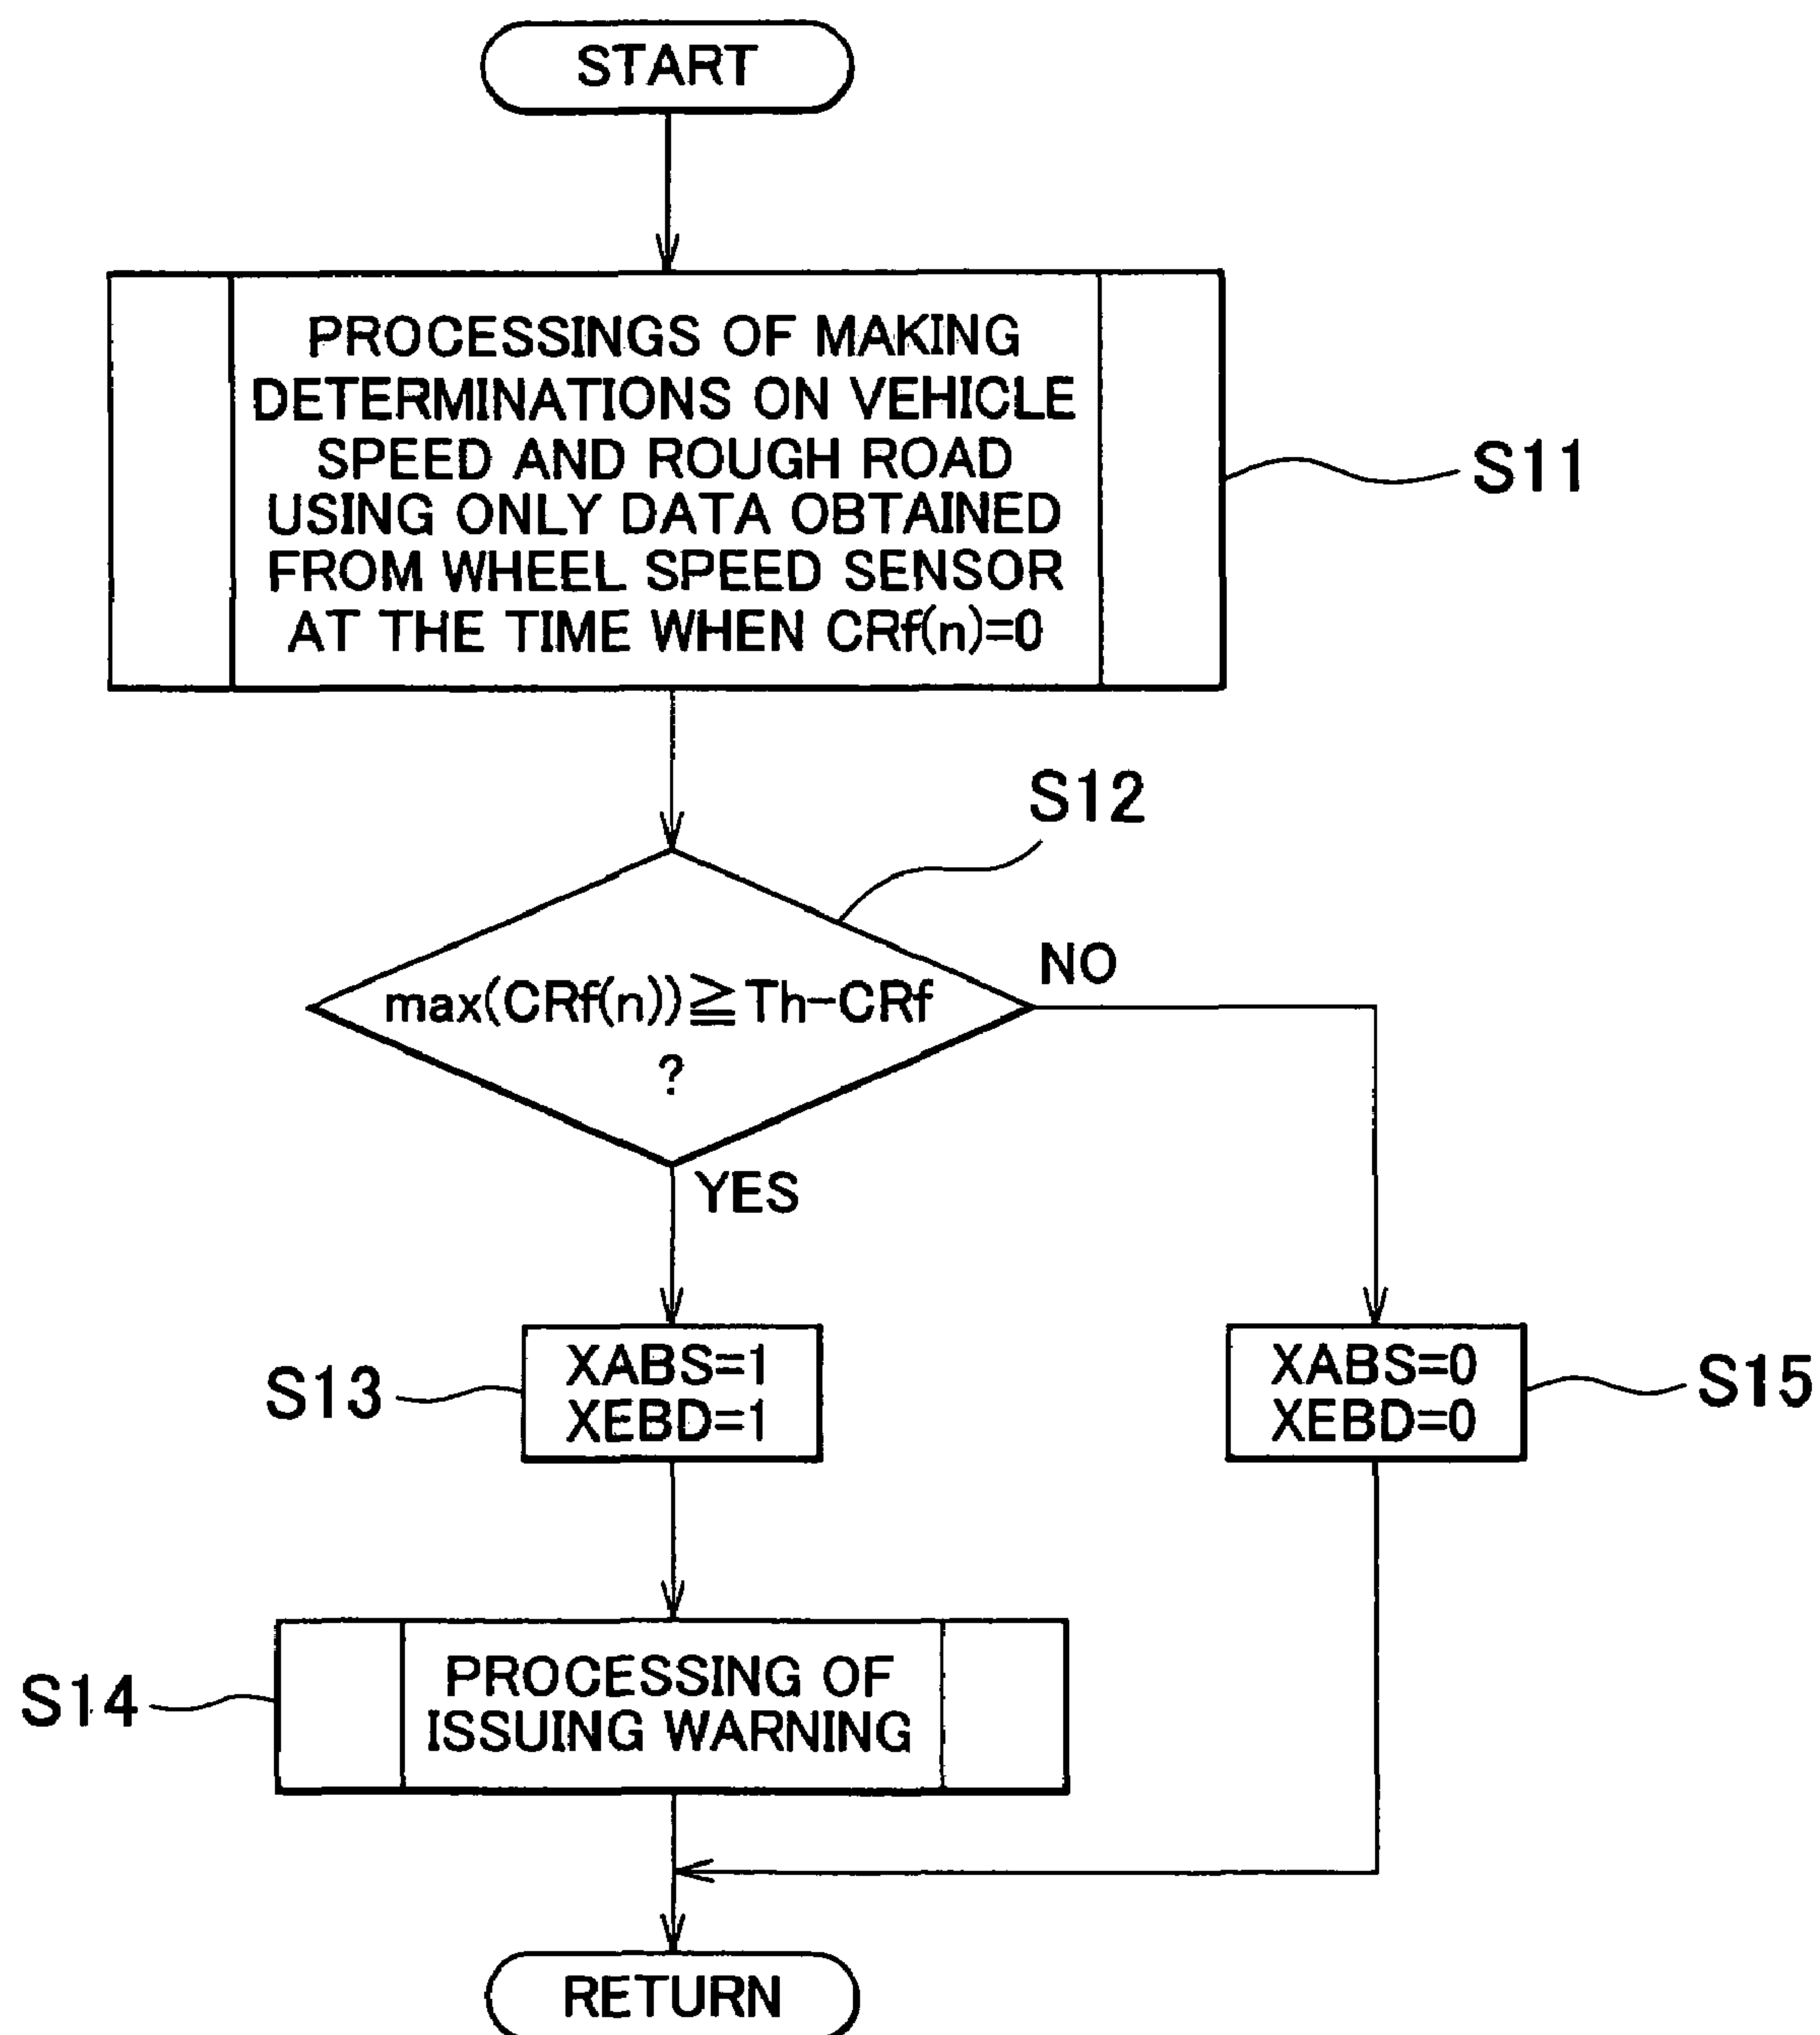 START
PROCESSINGS OF MAKING
DETERMINATIONS ON VEHICLE
SPEED AND ROUGH ROAD
USING ONLY DATA OBTAINED
FROM WHEEL SPEED SENSOR
AT THE TIME WHEN CRf(n)=0
S11
S12
max(CRf(n))≧Th-CRf
?
NO
YES
S13
XABS=1
XEBD=1
XABS=0
XEBD=0
S15
S14
PROCESSING OF
ISSUING WARNING
RETURN